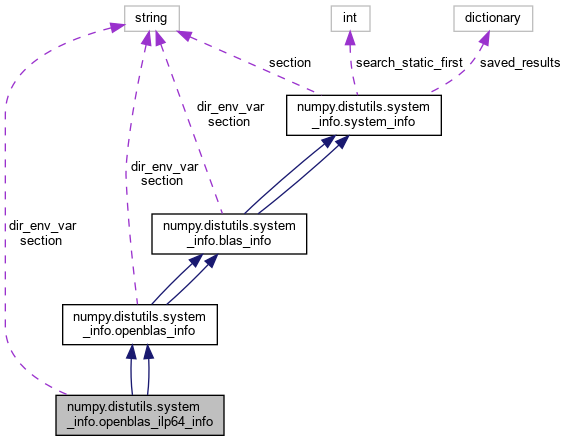 string
int
dictionary
section
search_static_first
saved_results
numpy.distutils.system
_info.system_info
dir_env_var
section
dir_env_var
section
dir_env_var
section
numpy.distutils.system
_info.blas_info
numpy.distutils.system
_info.openblas_info
numpy.distutils.system
_info.openblas_ilp64_info